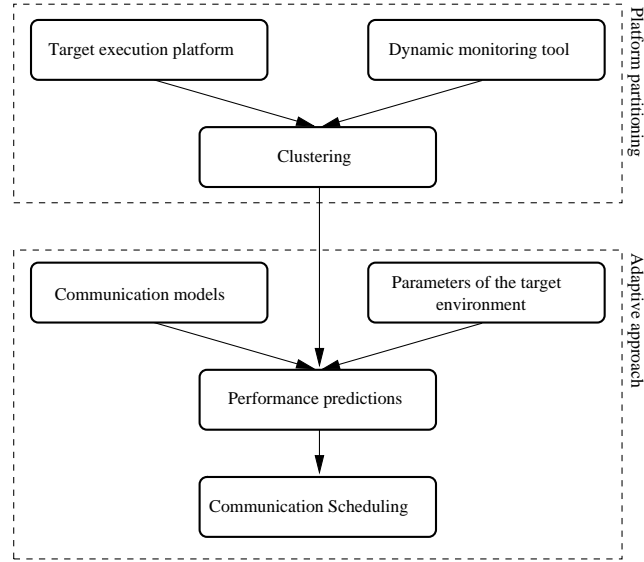 Target execution platform
Dynamic monitoring tool
Clustering
Platform partitioning
Communication models
Parameters of the target
environment
Performance predictions
Communication Scheduling
Adaptive approach